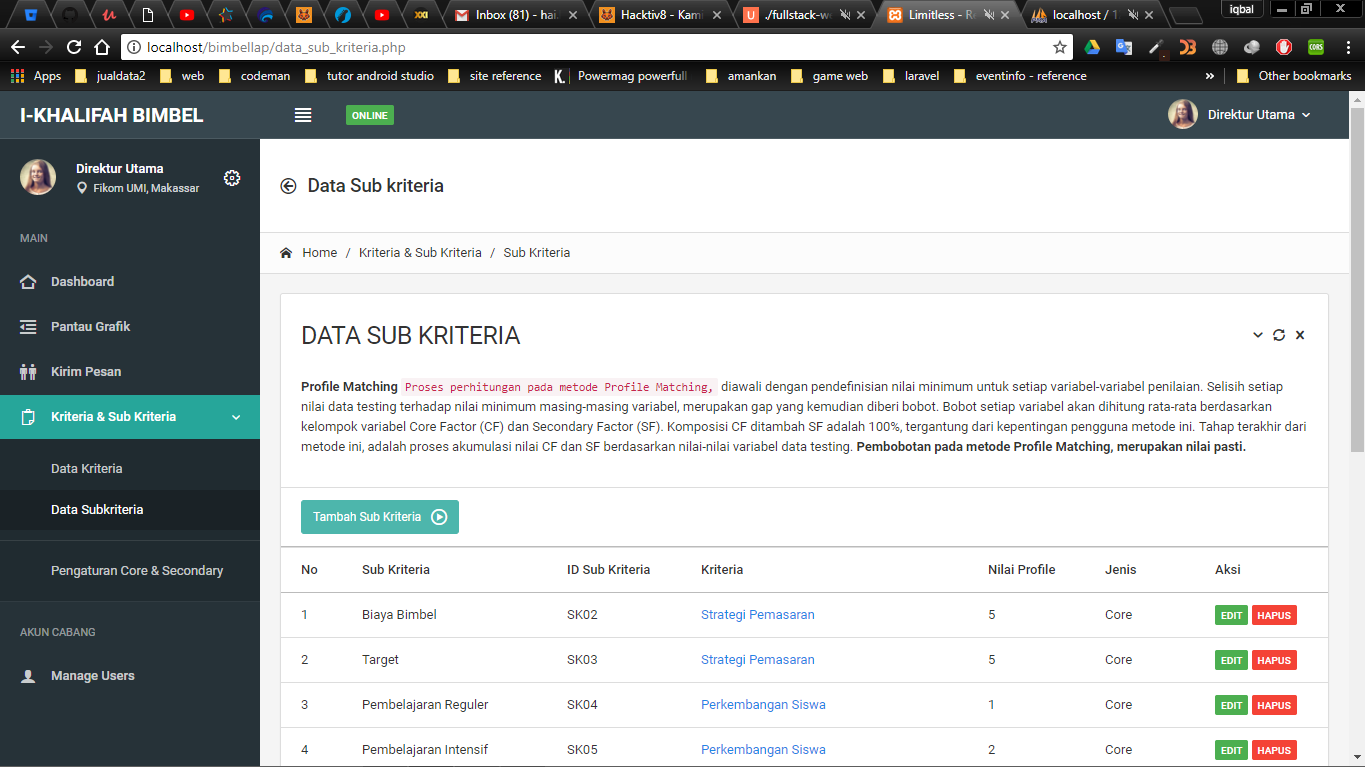 iqbal
Inbox (81) - hai.
Hacktiv8 - Kami
./fullstack-we
Limitless - Re
localhost / 1
localhost/bimbellap/data_sub_kriteria.php
Apps jualdata2 web codeman tutor android studio site reference Powermag powerfull amankan game web laravel eventinfo - reference » Other bookmarks
I-KHALIFAH BIMBEL ONLINE Direktur Utama
Direktur Utama
Fikom UMI, Makassar
MAIN
Dashboard
Pantau Grafik
Kirim Pesan
Kriteria & Sub Kriteria
Data Kriteria
Data Subkriteria
Pengaturan Core & Secondary
AKUN CABANG
Manage Users
Data Sub kriteria
Home / Kriteria & Sub Kriteria / Sub Kriteria
DATA SUB KRITERIA
Profile Matching Proses perhitungan pada metode Profile Matching, diawali dengan pendefinisian nilai minimum untuk setiap variabel-variabel penilaian. Selisih setiap
nilai data testing terhadap nilai minimum masing-masing variabel, merupakan gap yang kemudian diberi bobot. Bobot setiap variabel akan dihitung rata-rata berdasarkan
kelompok variabel Core Factor (CF) dan Secondary Factor (SF). Komposisi CF ditambah SF adalah 100%, tergantung dari kepentingan pengguna metode ini. Tahap terakhir dari
metode ini, adalah proses akumulasi nilai CF dan SF berdasarkan nilai-nilai variabel data testing. Pembobotan pada metode Profile Matching, merupakan nilai pasti.
Tambah Sub Kriteria
No Sub Kriteria ID Sub Kriteria Kriteria Nilai Profile Jenis Aksi
1 Biaya Bimbel SK02 Strategi Pemasaran 5 Core EDIT HAPUS
2 Target SK03 Strategi Pemasaran 5 Core EDIT HAPUS
3 Pembelajaran Reguler SK04 Perkembangan Siswa 1 Core EDIT HAPUS
4 Pembelajaran Intensif SK05 Perkembangan Siswa 2 Core EDIT HAPUS